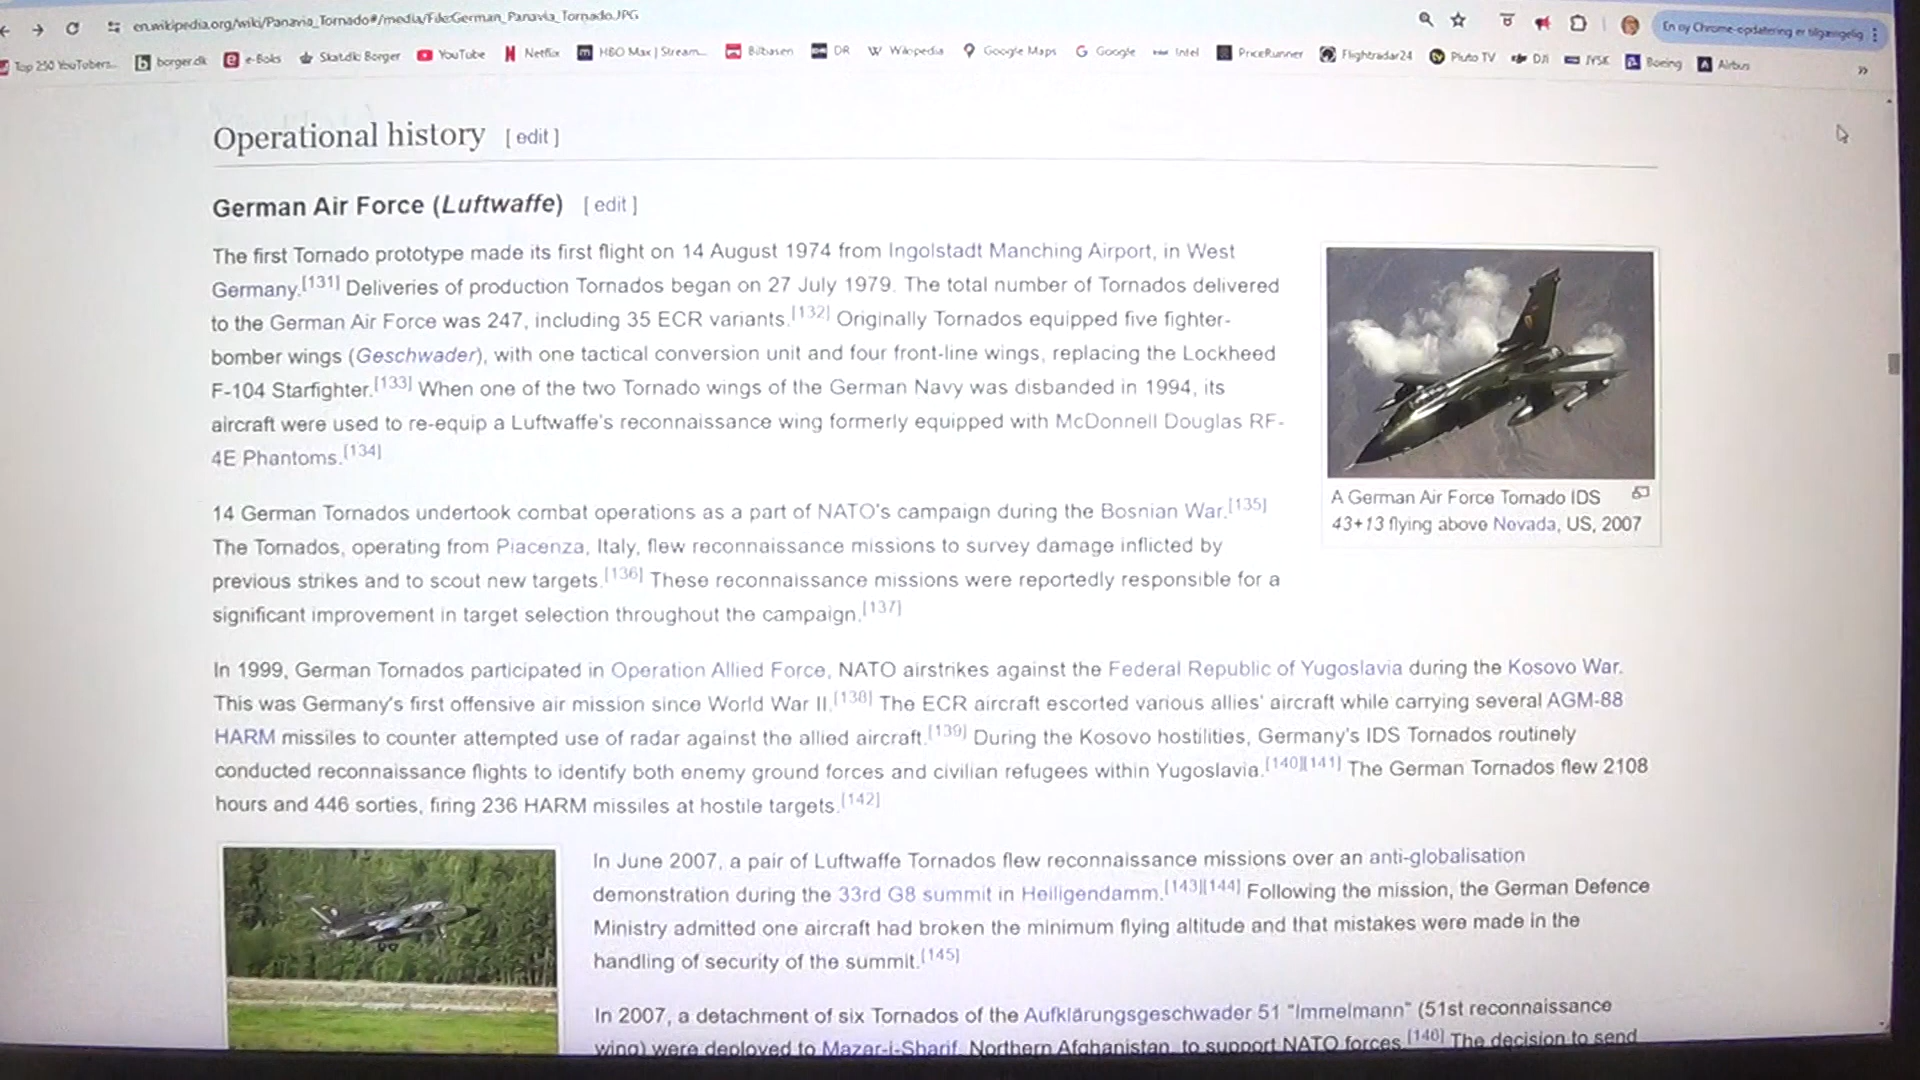 en.wikipedia.org/wiki/Panavia_Tornado#/media/File:German_Panavia_Tornado.JPG
En ny Chrome-opdatering er tilgængelig
Top 250 YouTubers... borger.dk e-Boks Skat.dk: Borger YouTube Netflix HBO Max | Stream... Bilbasen DR Wikipedia Google Maps Google Intel PriceRunner Flightradar24 Pluto TV DJI JYSK Boeing Airbus »
Operational history [ edit ]
German Air Force (Luftwaffe) [ edit ]
The first Tornado prototype made its first flight on 14 August 1974 from Ingolstadt Manching Airport, in West
Germany.[131] Deliveries of production Tornados began on 27 July 1979. The total number of Tornados delivered
to the German Air Force was 247, including 35 ECR variants.[132] Originally Tornados equipped five fighter-
bomber wings (Geschwader), with one tactical conversion unit and four front-line wings, replacing the Lockheed
F-104 Starfighter.[133] When one of the two Tornado wings of the German Navy was disbanded in 1994, its
aircraft were used to re-equip a Luftwaffe's reconnaissance wing formerly equipped with McDonnell Douglas RF-
4E Phantoms.[134]
A German Air Force Tornado IDS
43+13 flying above Nevada, US, 2007
14 German Tornados undertook combat operations as a part of NATO's campaign during the Bosnian War.[135]
The Tornados, operating from Piacenza, Italy, flew reconnaissance missions to survey damage inflicted by
previous strikes and to scout new targets.[136] These reconnaissance missions were reportedly responsible for a
significant improvement in target selection throughout the campaign.[137]
In 1999, German Tornados participated in Operation Allied Force, NATO airstrikes against the Federal Republic of Yugoslavia during the Kosovo War.
This was Germany's first offensive air mission since World War II.[138] The ECR aircraft escorted various allies' aircraft while carrying several AGM-88
HARM missiles to counter attempted use of radar against the allied aircraft.[139] During the Kosovo hostilities, Germany's IDS Tornados routinely
conducted reconnaissance flights to identify both enemy ground forces and civilian refugees within Yugoslavia.[140][141] The German Tornados flew 2108
hours and 446 sorties, firing 236 HARM missiles at hostile targets.[142]
In June 2007, a pair of Luftwaffe Tornados flew reconnaissance missions over an anti-globalisation
demonstration during the 33rd G8 summit in Heiligendamm.[143][144] Following the mission, the German Defence
Ministry admitted one aircraft had broken the minimum flying altitude and that mistakes were made in the
handling of security of the summit.[145]
In 2007, a detachment of six Tornados of the Aufklärungsgeschwader 51 "Immelmann" (51st reconnaissance
wing) were deployed to Mazar-i-Sharif, Northern Afghanistan, to support NATO forces.[146] The decision to send